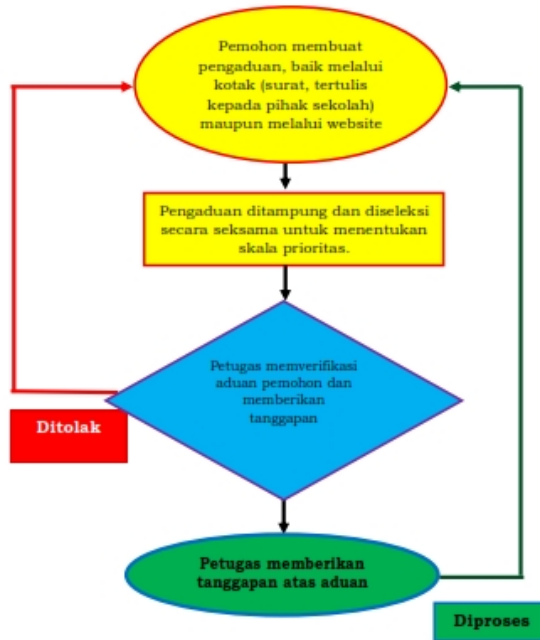 Pemohon membuat
pengaduan, baik melalui
kotak (surat, tertulis
kepada pihak sekolah)
maupun melalui website
Pengaduan ditampung dan diseleksi
secara seksama untuk menentukan
skala prioritas.
Petugas memverifikasi
aduan pemohon dan
memberikan
tanggapan
Ditolak
Petugas memberikan
tanggapan atas aduan
Diproses